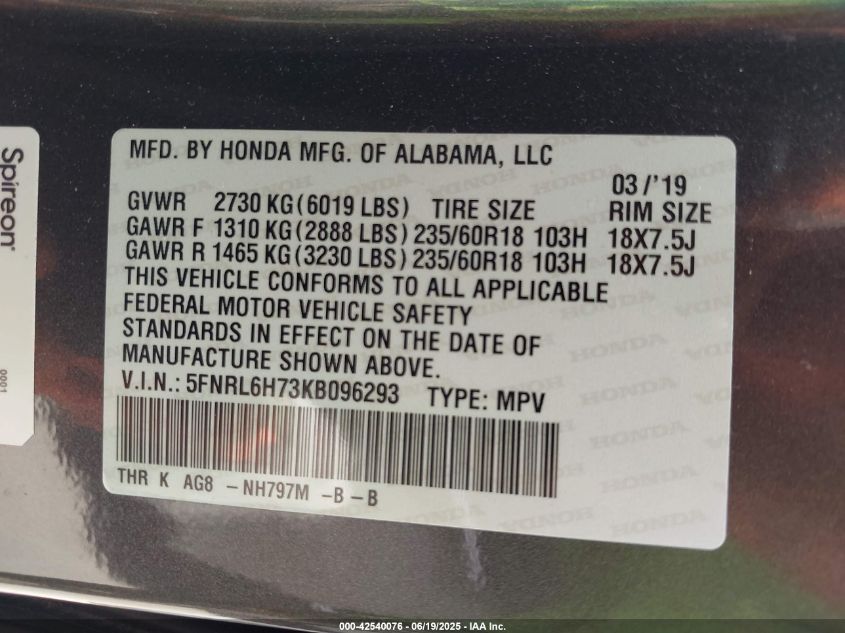 MFD. BY HONDA MFG. OF ALABAMA, LLC
03/'19
GVWR 2730 KG(6019 LBS) TIRE SIZE RIM SIZE
GAWR F 1310 KG(2888 LBS) 235/60R18 103H 18X7.5J
GAWR R 1465 KG(3230 LBS) 235/60R18 103H 18X7.5J
THIS VEHICLE CONFORMS TO ALL APPLICABLE
FEDERAL MOTOR VEHICLE SAFETY
STANDARDS IN EFFECT ON THE DATE OF
MANUFACTURE SHOWN ABOVE.
V.I.N.: 5FNRL6H73KB096293 TYPE: MPV
THR K AG8 -NH797M -B-B
Spireon
0001
000-42540076 - 06/19/2025 - IAA Inc.